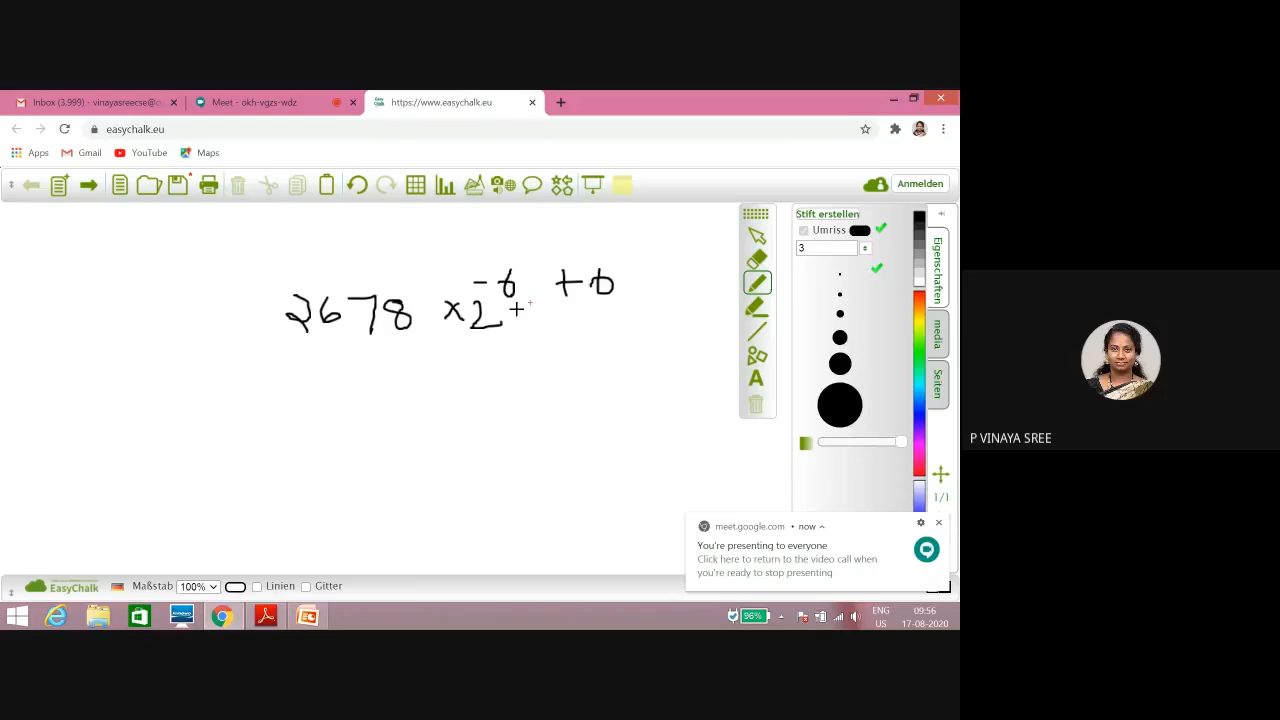 Inbox (3,999) - vinayasreecse@
Meet - okh-vgzs-wdz
https://www.easychalk.eu
easychalk.eu
Apps Gmail YouTube Maps
Anmelden
Stift erstellen
Umriss
3
Eigenschaften
media
Seiten
-6 +6
2678 x2
P VINAYA SREE
1/1
meet.google.com • now
You're presenting to everyone
Click here to return to the video call when
you're ready to stop presenting
EasyChalk Maßstab 100% Linien Gitter
96% ENG 09:56
US 17-08-2020